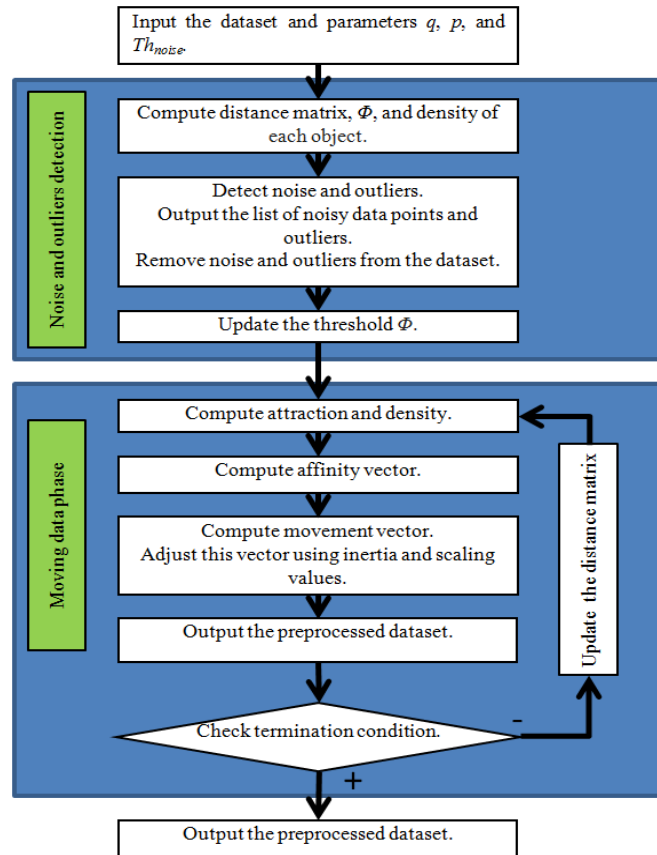 Input the dataset and parameters q, p, and
Th_noise.
Noise and outliers detection
Compute distance matrix, Φ, and density of
each object.
Detect noise and outliers.
Output the list of noisy data points and
outliers.
Remove noise and outliers from the dataset.
Update the threshold Φ.
Moving data phase
Compute attraction and density.
Compute affinity vector.
Compute movement vector.
Adjust this vector using inertia and scaling
values.
Output the preprocessed dataset.
Update the distance matrix
Check termination condition.
-
+
Output the preprocessed dataset.